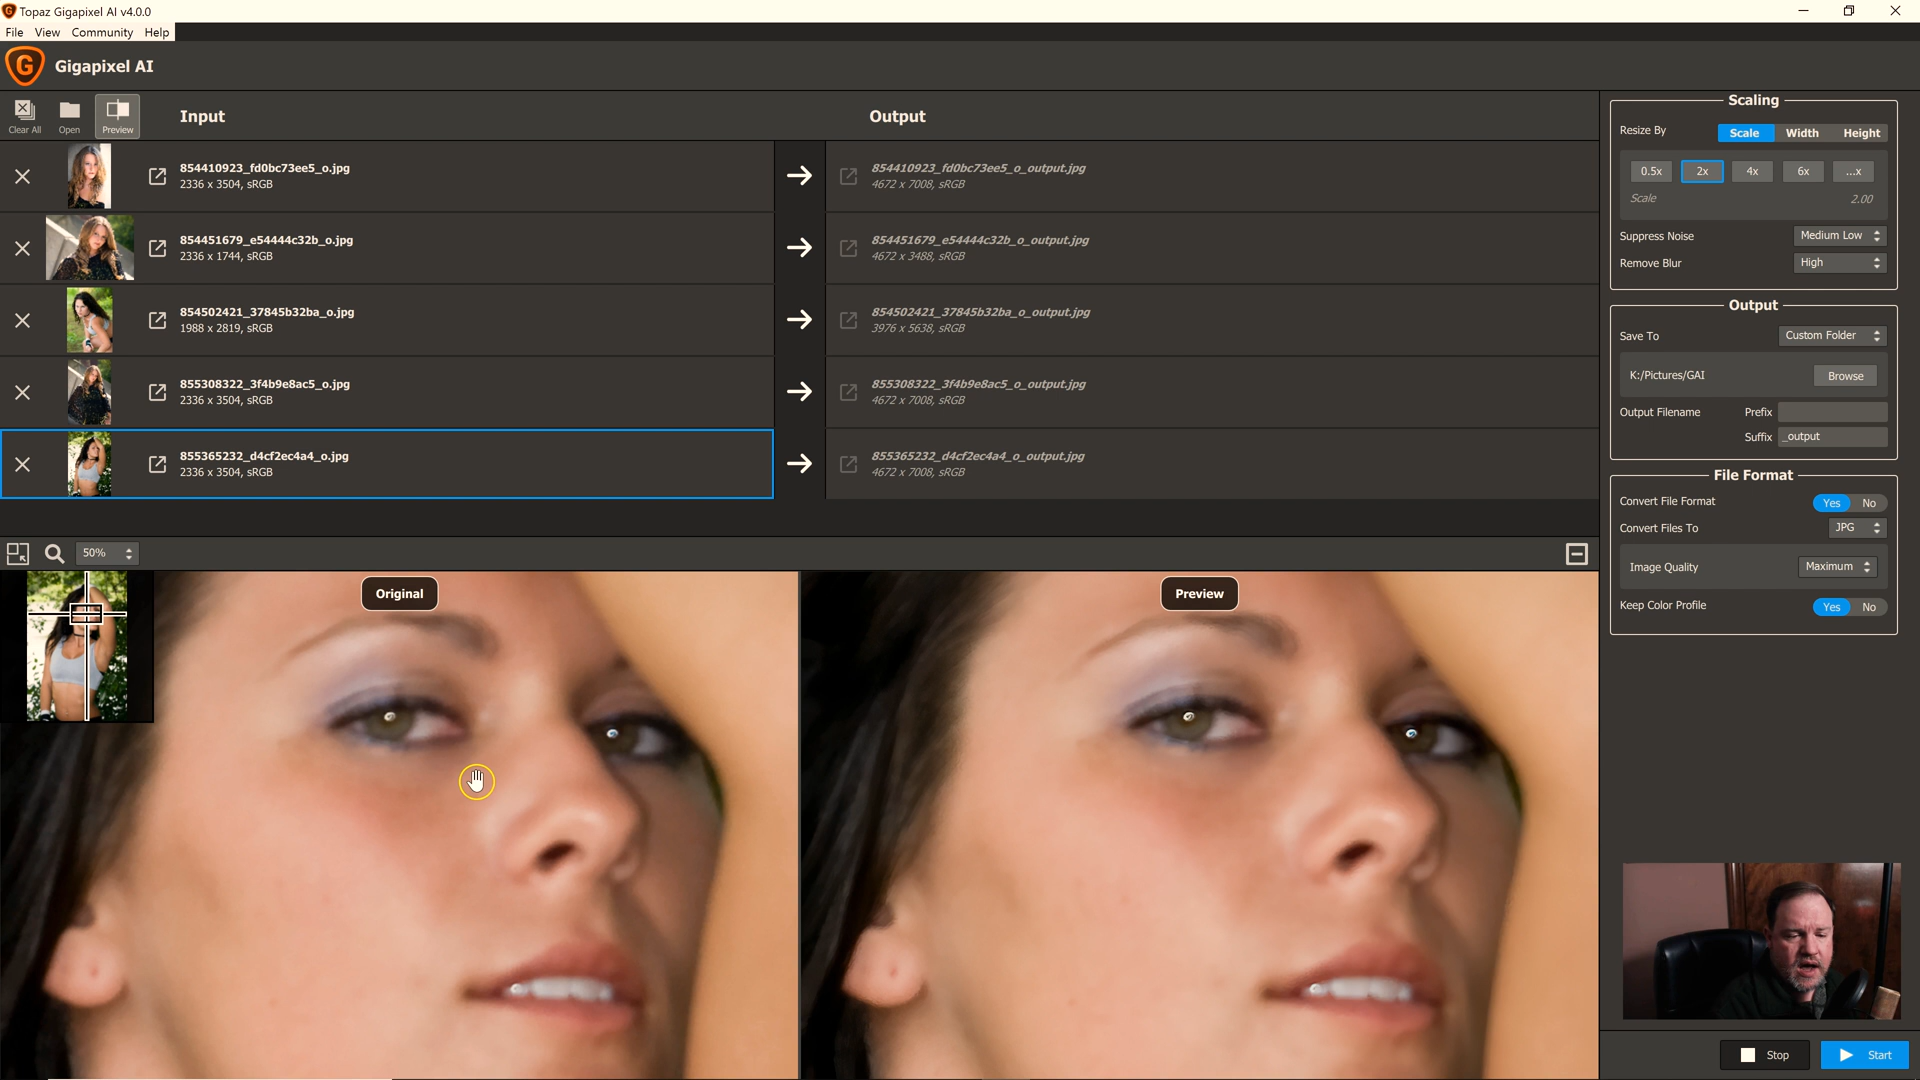 Topaz Gigapixel AI v4.0.0
File View Community Help
Gigapixel AI
Clear All Open Preview Input Output
854410923_fd0bc73ee5_o.jpg
2336 x 3504, sRGB
854410923_fd0bc73ee5_o_output.jpg
4672 x 7008, sRGB
854451679_e54444c32b_o.jpg
2336 x 1744, sRGB
854451679_e54444c32b_o_output.jpg
4672 x 3488, sRGB
854502421_37845b32ba_o.jpg
1988 x 2819, sRGB
854502421_37845b32ba_o_output.jpg
3976 x 5638, sRGB
855308322_3f4b9e8ac5_o.jpg
2336 x 3504, sRGB
855308322_3f4b9e8ac5_o_output.jpg
4672 x 7008, sRGB
855365232_d4cf2ec4a4_o.jpg
2336 x 3504, sRGB
855365232_d4cf2ec4a4_o_output.jpg
4672 x 7008, sRGB
50%
Original
Preview
Scaling
Resize By Scale Width Height
0.5x 2x 4x 6x ...x
Scale 2.00
Suppress Noise Medium Low
Remove Blur High
Output
Save To Custom Folder
K:/Pictures/GAI Browse
Output Filename Prefix
Suffix _output
File Format
Convert File Format Yes No
Convert Files To JPG
Image Quality Maximum
Keep Color Profile Yes No
Stop Start